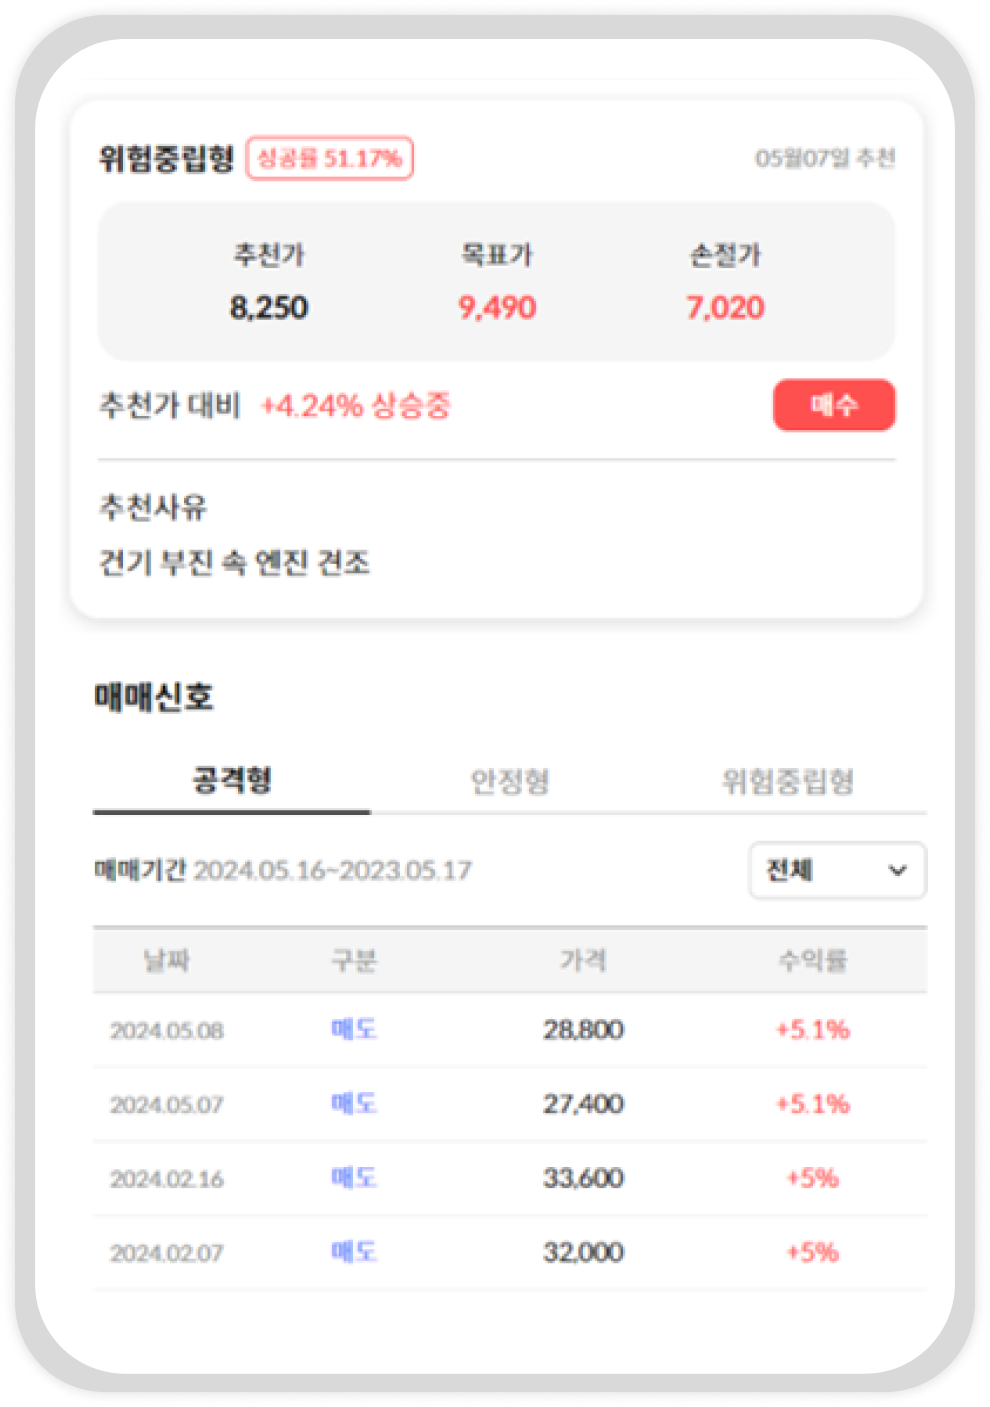 위험중립형 성공률 51.17% 05월07일 추천
추천가 목표가 손절가
8,250 9,490 7,020
추천가 대비 +4.24% 상승중 매수
추천사유
건기 부진 속 엔진 견조
매매신호
공격형 안정형 위험중립형
매매기간 2024.05.16~2023.05.17 전체
날짜 구분 가격 수익률
2024.05.08 매도 28,800 +5.1%
2024.05.07 매도 27,400 +5.1%
2024.02.16 매도 33,600 +5%
2024.02.07 매도 32,000 +5%